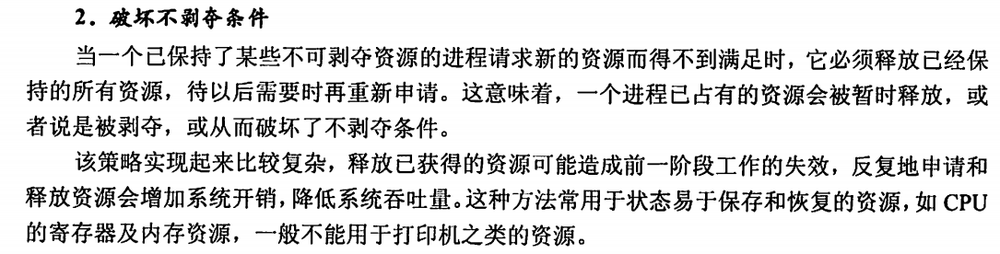 2．破坏不剥夺条件
当一个已保持了某些不可剥夺资源的进程请求新的资源而得不到满足时，它必须释放已经保
持的所有资源，待以后需要时再重新申请。这意味着，一个进程已占有的资源会被暂时释放，或
者说是被剥夺，或从而破坏了不剥夺条件。
该策略实现起来比较复杂，释放已获得的资源可能造成前一阶段工作的失效，反复地申请和
释放资源会增加系统开销，降低系统吞吐量。这种方法常用于状态易于保存和恢复的资源，如 CPU
的寄存器及内存资源，一般不能用于打印机之类的资源。